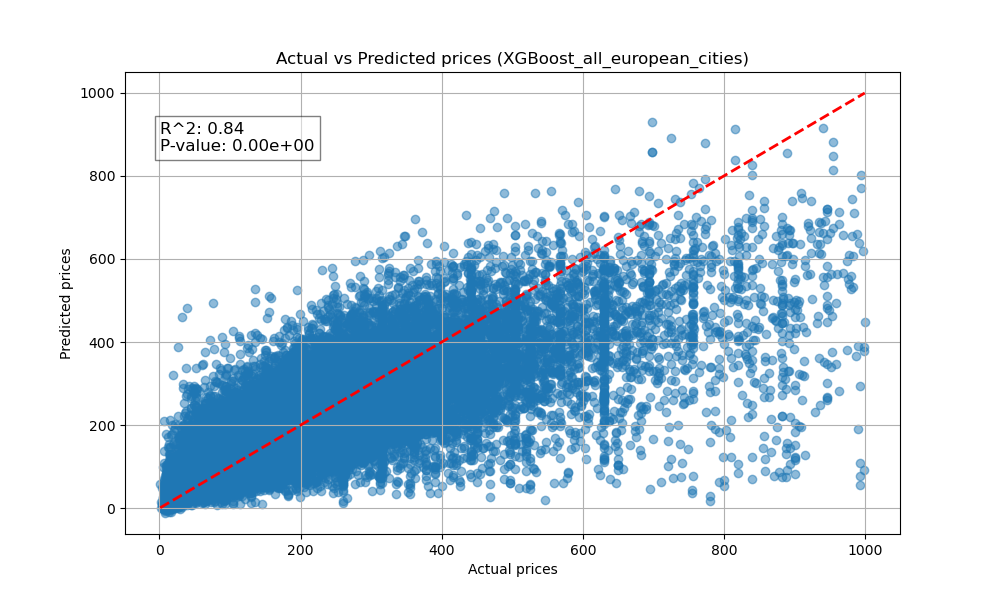 Actual vs Predicted prices (XGBoost_all_european_cities)
R^2: 0.84
P-value: 0.00e+00
Predicted prices
1000
800
600
400
200
0
0 200 400 600 800 1000
Actual prices